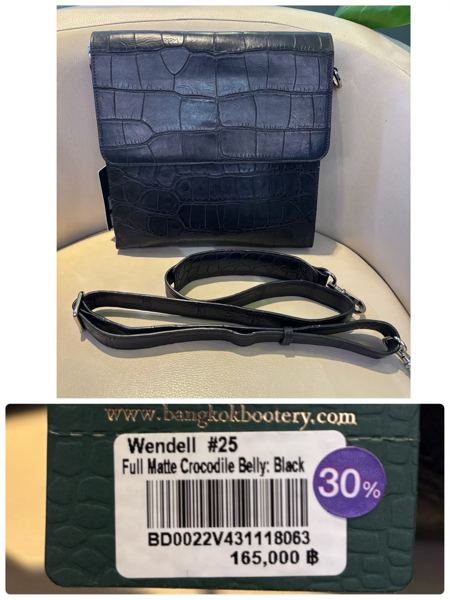 www.bangkokbootery.com
Wendell #25
Full Matte Crocodile Belly: Black
30%
BD0022V431118063
165,000 ฿